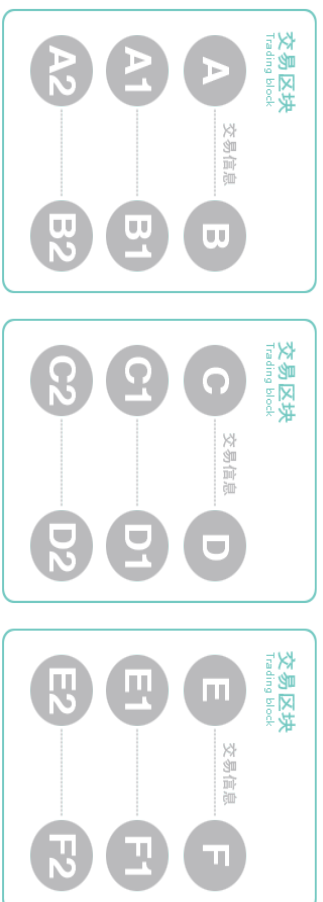 交易区块
Trading block
A
交易信息
B
A1
B1
A2
B2
交易区块
Trading block
C
交易信息
D
C1
D1
C2
D2
交易区块
Trading block
E
交易信息
F
E1
F1
E2
F2